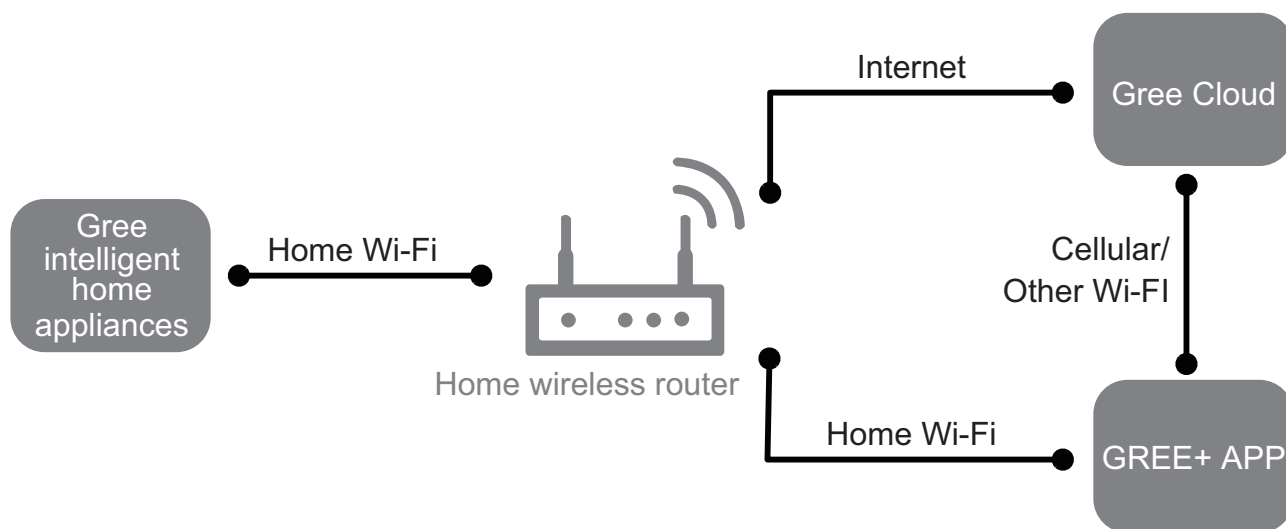 Internet
Gree Cloud
Gree
intelligent
home
appliances
Home Wi-Fi
Cellular/
Other Wi-FI
Home wireless router
Home Wi-Fi
GREE+ APP